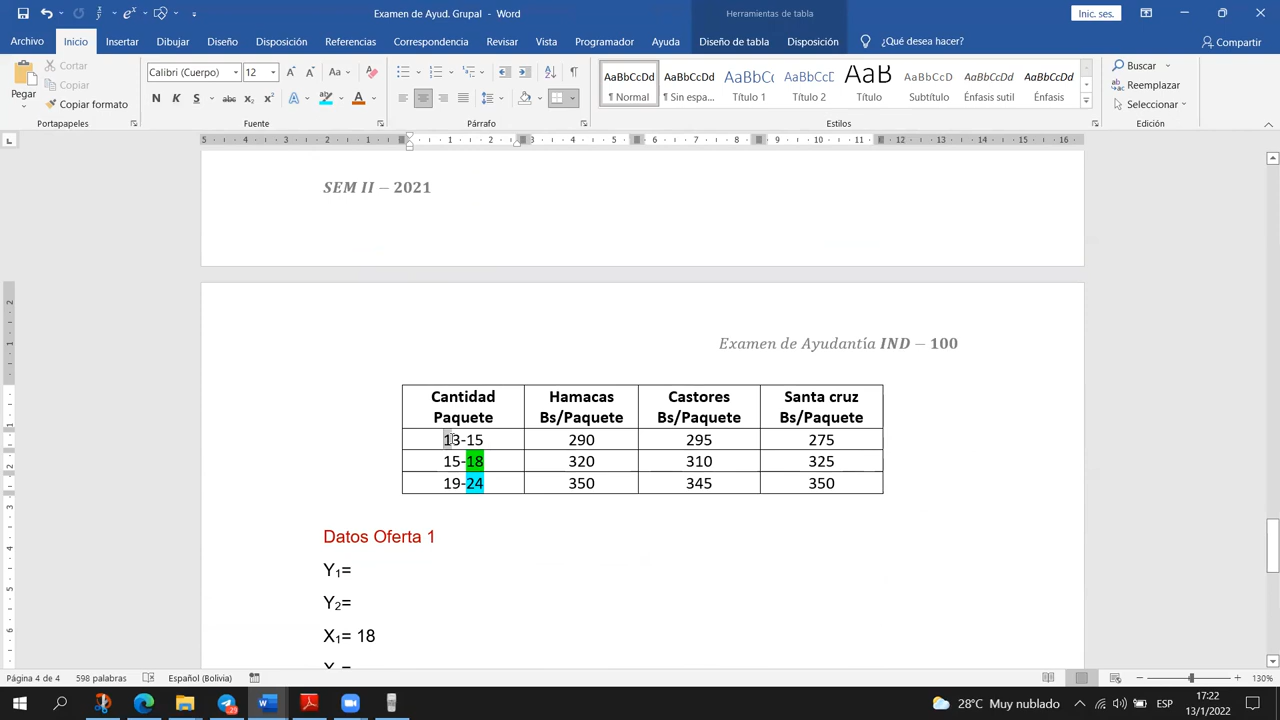 Examen de Ayud. Grupal - Word
Herramientas de tabla
Inic. ses.
Archivo Inicio Insertar Dibujar Diseño Disposición Referencias Correspondencia Revisar Vista Programador Ayuda Diseño de tabla Disposición ¿Qué desea hacer? Compartir
Pegar
Cortar
Copiar
Copiar formato
Calibri (Cuerpo) 12
AaBbCcDd AaBbCcDd AaBbCc AaBbCcD AaB AaBbCcD AaBbCcDd AaBbCcDd
¶ Normal ¶ Sin espa... Título 1 Título 2 Título Subtítulo Énfasis sutil Énfasis
Buscar
Reemplazar
Seleccionar
Portapapeles Fuente Párrafo Estilos Edición
SEM II – 2021
Examen de Ayudantía IND – 100
Cantidad Paquete Hamacas Bs/Paquete Castores Bs/Paquete Santa cruz Bs/Paquete
13-15 290 295 275
15-18 320 310 325
19-24 350 345 350
Datos Oferta 1
Y1=
Y2=
X1= 18
Página 4 de 4 598 palabras Español (Bolivia) 130%
28°C Muy nublado ESP 17:22
13/1/2022